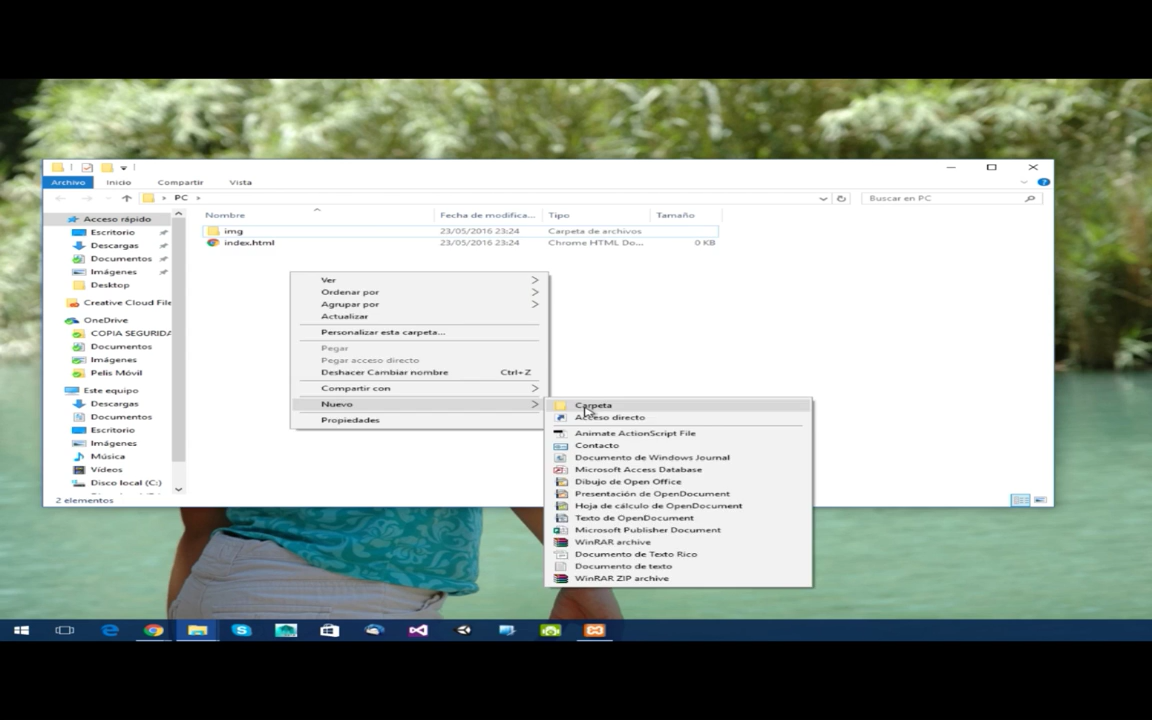 Archivo Inicio Compartir Vista
PC
Buscar en PC
Nombre Fecha de modifica... Tipo Tamaño
img 23/05/2016 23:24 Carpeta de archivos
index.html 23/05/2016 23:24 Chrome HTML Do... 0 KB
Acceso rápido
Escritorio
Descargas
Documentos
Imágenes
Desktop
Creative Cloud File
OneDrive
COPIA SEGURIDA
Documentos
Imágenes
Pelis Móvil
Este equipo
Descargas
Documentos
Escritorio
Imágenes
Música
Vídeos
Disco local (C:)
2 elementos
Ver
Ordenar por
Agrupar por
Actualizar
Personalizar esta carpeta...
Pegar
Pegar acceso directo
Deshacer Cambiar nombre Ctrl+Z
Compartir con
Nuevo
Propiedades
Carpeta
Acceso directo
Animate ActionScript File
Contacto
Documento de Windows Journal
Microsoft Access Database
Dibujo de Open Office
Presentación de OpenDocument
Hoja de cálculo de OpenDocument
Texto de OpenDocument
Microsoft Publisher Document
WinRAR archive
Documento de Texto Rico
Documento de texto
WinRAR ZIP archive